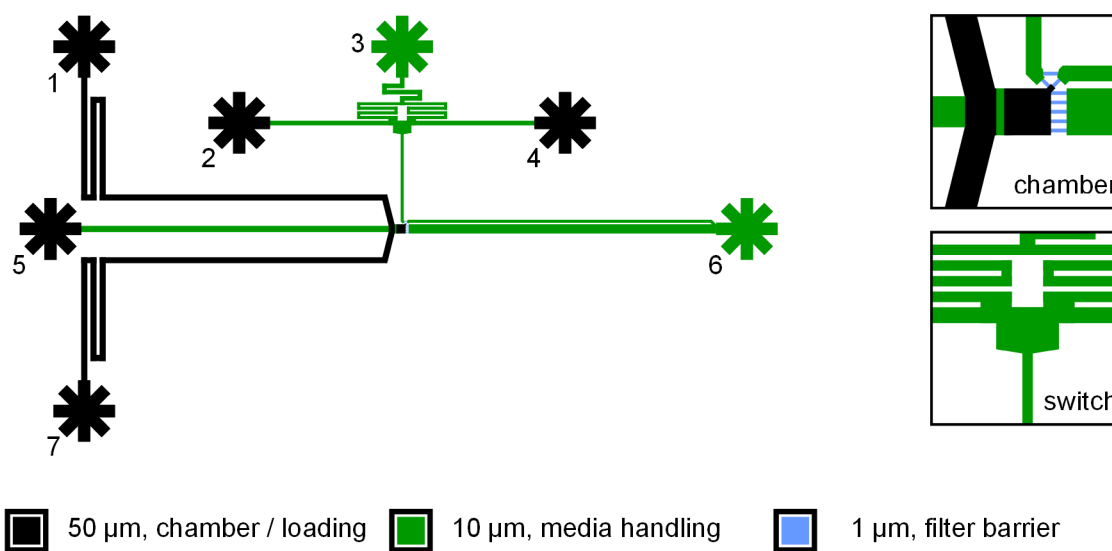 1
3
2
4
chamber
5
6
switch
7
50 µm, chamber / loading
10 µm, media handling
1 µm, filter barrier